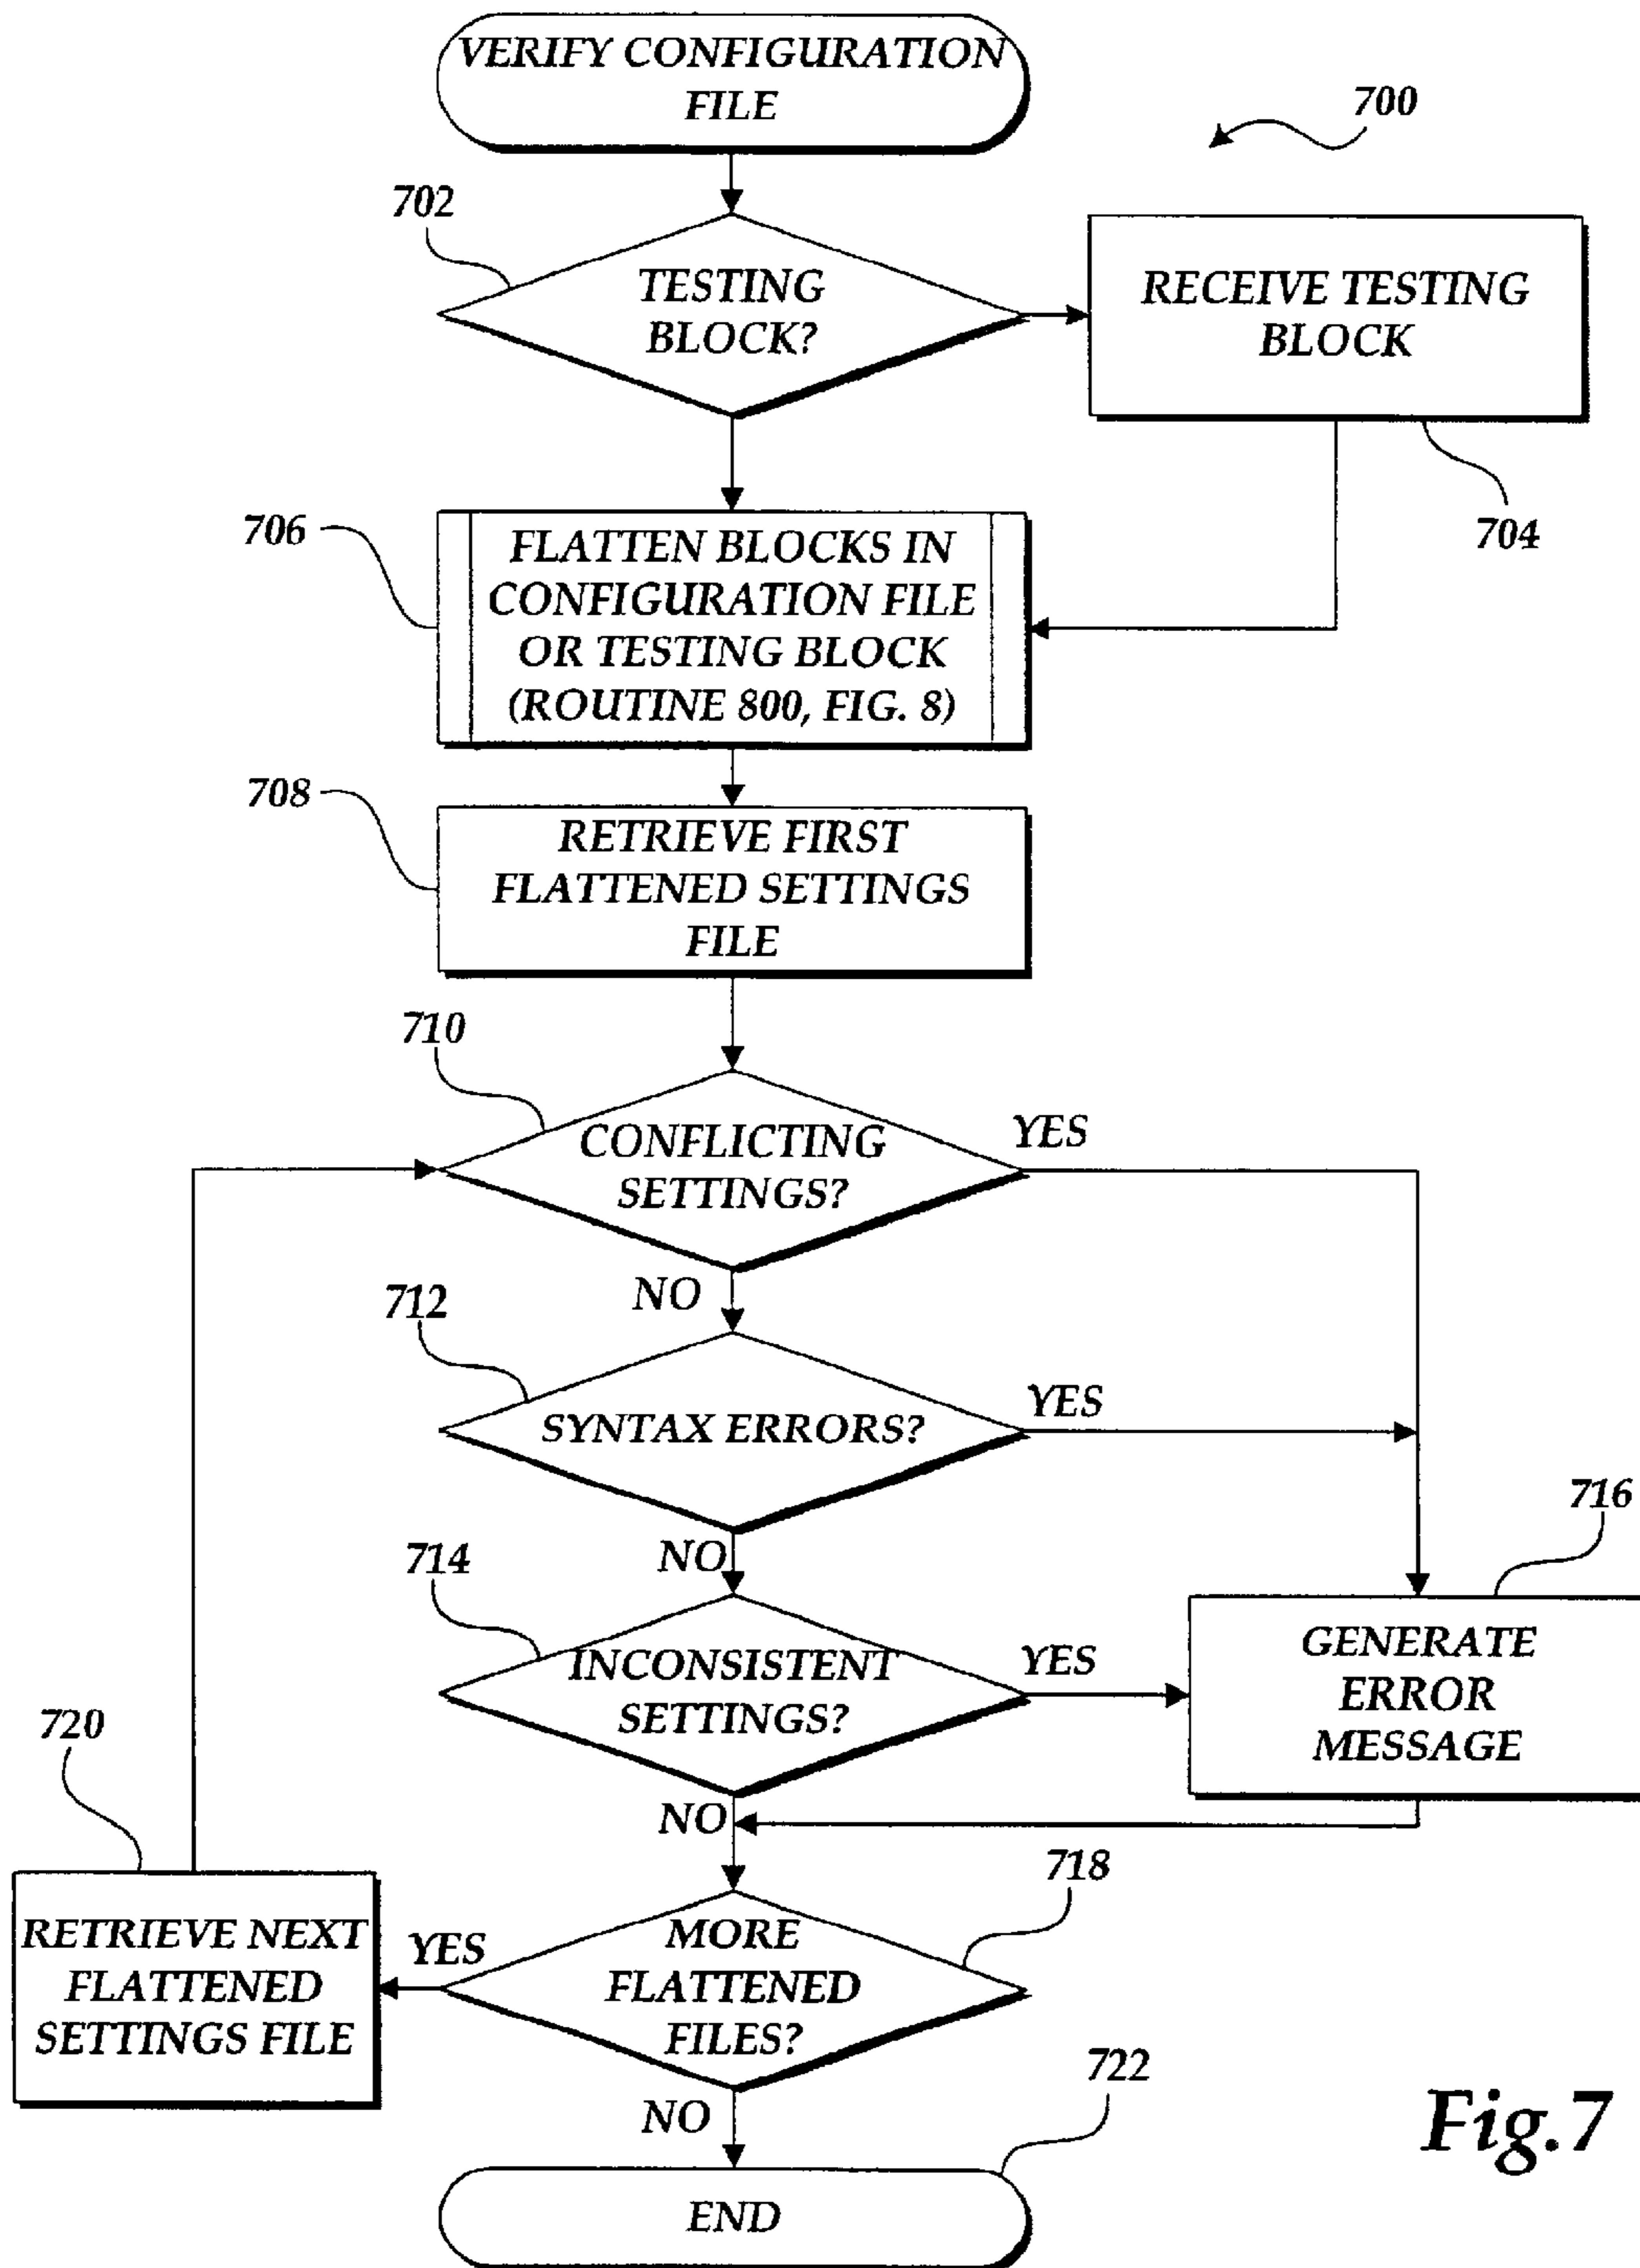 VERIFY CONFIGURATION
FILE
700
702
TESTING
BLOCK?
RECEIVE TESTING
BLOCK
704
706
FLATTEN BLOCKS IN
CONFIGURATION FILE
OR TESTING BLOCK
(ROUTINE 800, FIG. 8)
708
RETRIEVE FIRST
FLATTENED SETTINGS
FILE
710
CONFLICTING
SETTINGS?
YES
NO
712
SYNTAX ERRORS?
YES
NO
714
INCONSISTENT
SETTINGS?
YES
716
GENERATE
ERROR
MESSAGE
NO
718
MORE
FLATTENED
FILES?
YES
720
RETRIEVE NEXT
FLATTENED
SETTINGS FILE
NO
722
END
Fig.7